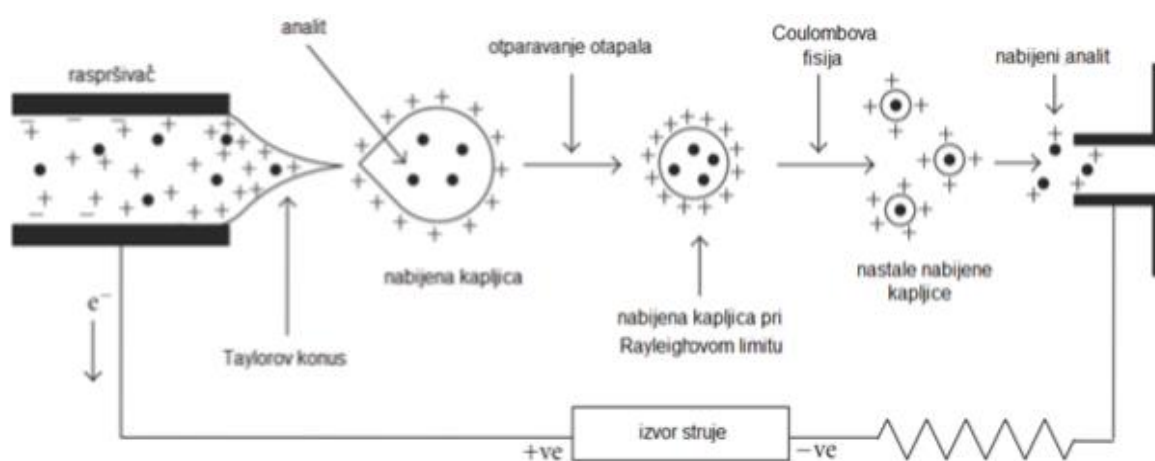 analit
raspršivač
otparavanje otapala
Coulombova
fisija
nabijeni analit
nabijena kapljica
nastale nabijene
kapljice
e⁻
Taylorov konus
nabijena kapljica pri
Rayleighovom limitu
+ve
izvor struje
−ve